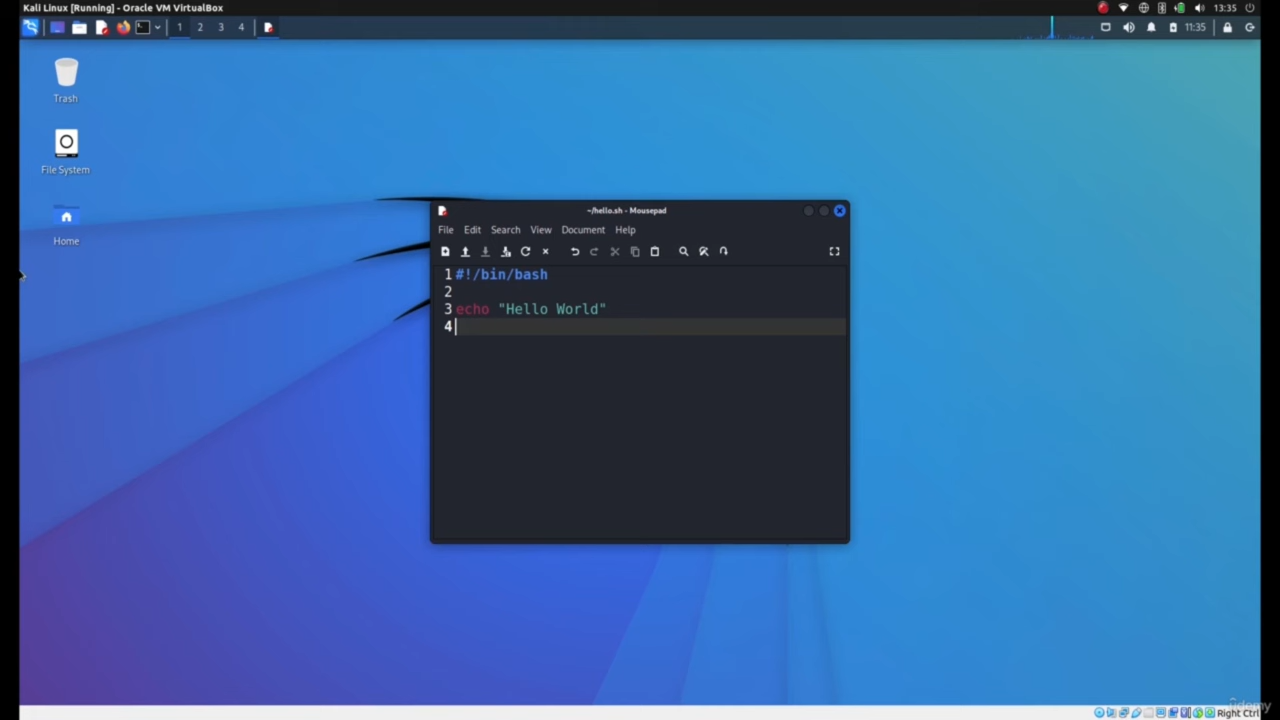 Kali Linux [Running] - Oracle VM VirtualBox
13:35
1 2 3 4
11:35
Trash
File System
Home
~/hello.sh - Mousepad
File Edit Search View Document Help
1 #!/bin/bash
2
3 echo "Hello World"
4
udemy
Right Ctrl